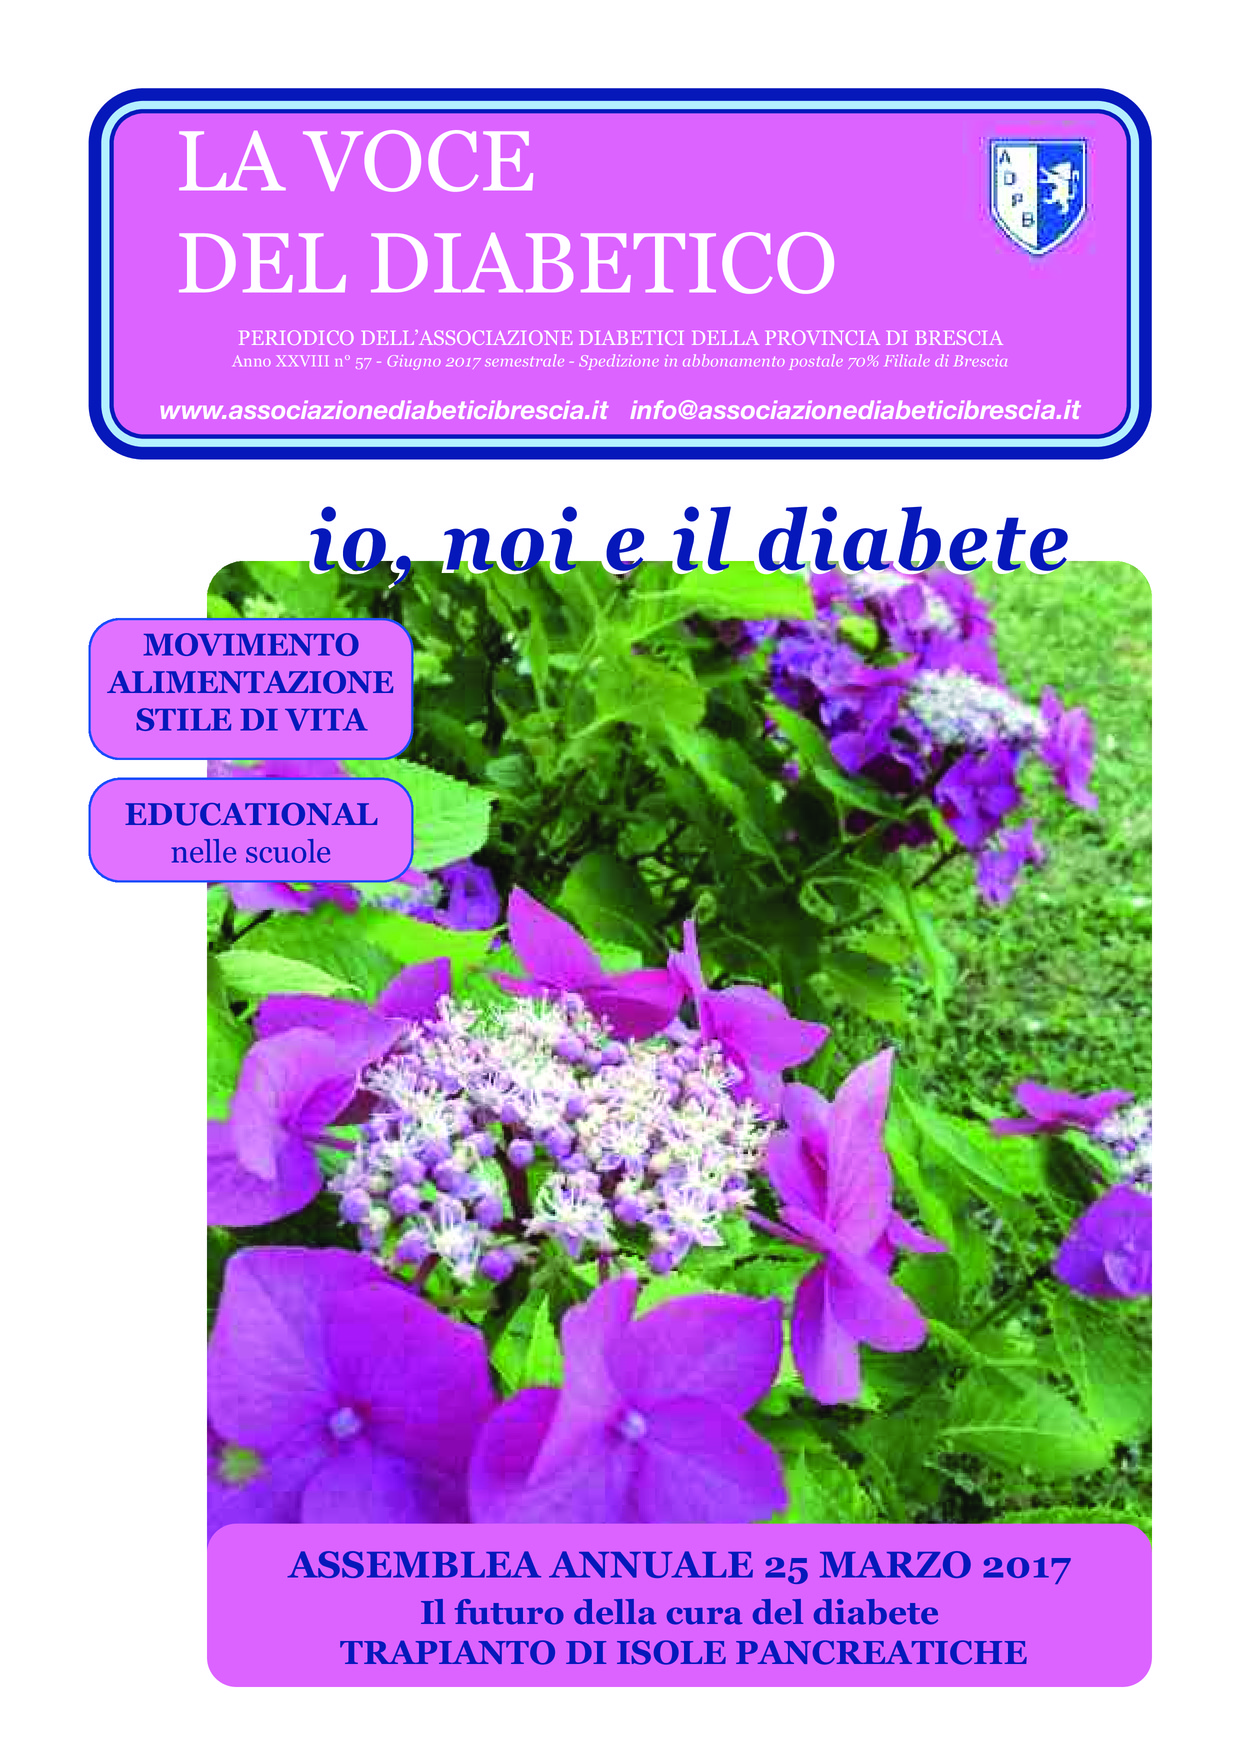 LA VOCE
DEL DIABETICO
A
D
P
B
PERIODICO DELL’ASSOCIAZIONE DIABETICI DELLA PROVINCIA DI BRESCIA
Anno XXVIII n° 57 - Giugno 2017 semestrale - Spedizione in abbonamento postale 70% Filiale di Brescia
www.associazionediabeticibrescia.it info@associazionediabeticibrescia.it
io, noi e il diabete
MOVIMENTO
ALIMENTAZIONE
STILE DI VITA
EDUCATIONAL
nelle scuole
ASSEMBLEA ANNUALE 25 MARZO 2017
Il futuro della cura del diabete
TRAPIANTO DI ISOLE PANCREATICHE